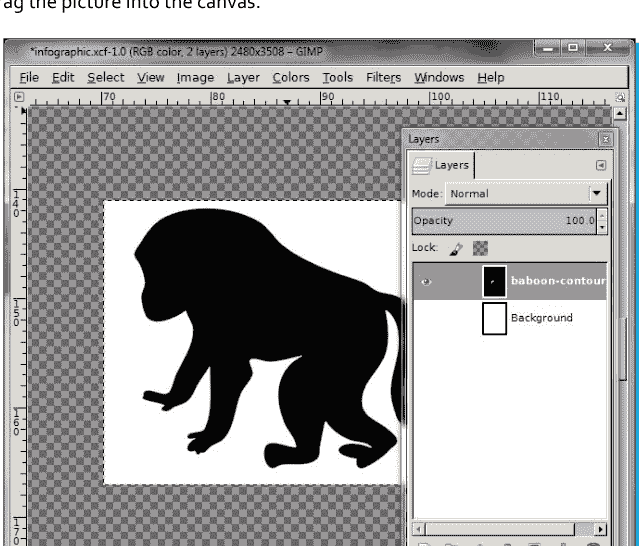 ag the picture into the canvas.
*infographic.xcf-1.0 (RGB color, 2 layers) 2480x3508 – GIMP
File Edit Select View Image Layer Colors Tools Filters Windows Help
70 80 90 100 110
Layers
Layers
Mode: Normal
Opacity 100.0
Lock:
baboon-contour
Background
140
150
160
170